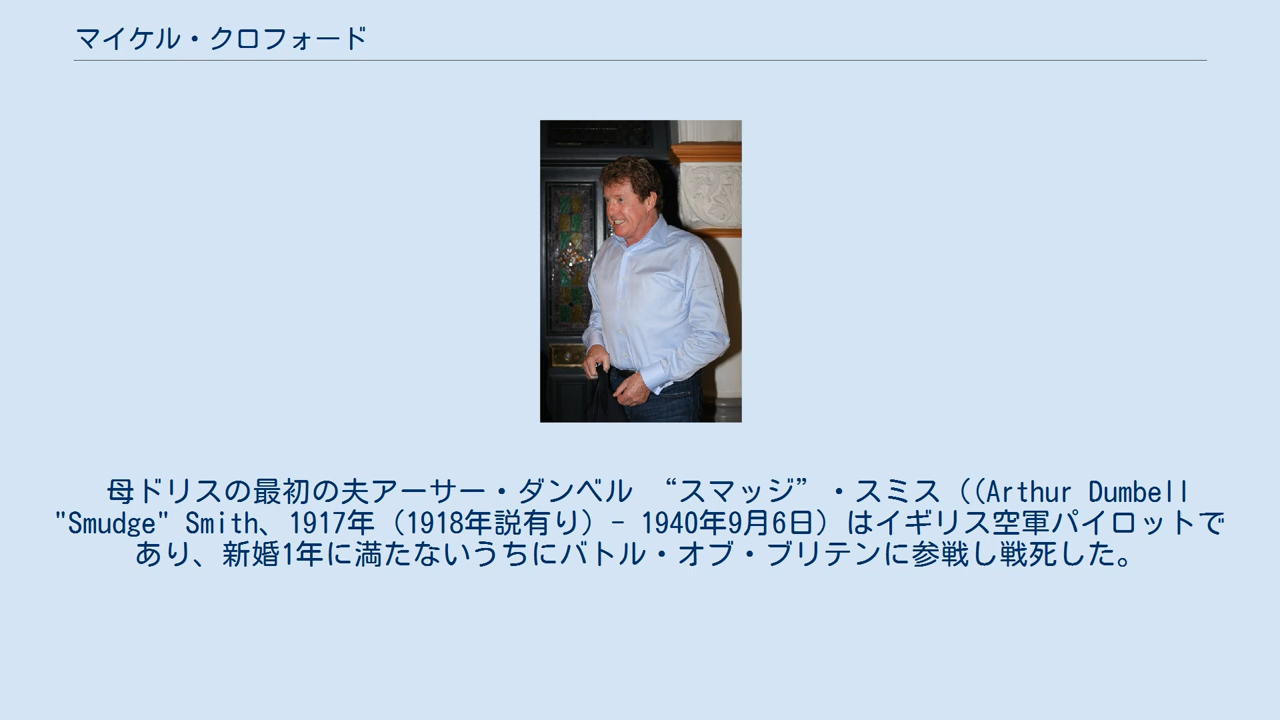 マイケル・クロフォード
母ドリスの最初の夫アーサー・ダンベル “スマッジ” ・スミス（(Arthur Dumbell
"Smudge" Smith、1917年（1918年説有り）- 1940年9月6日）はイギリス空軍パイロットで
あり、新婚1年に満たないうちにバトル・オブ・ブリテンに参戦し戦死した。